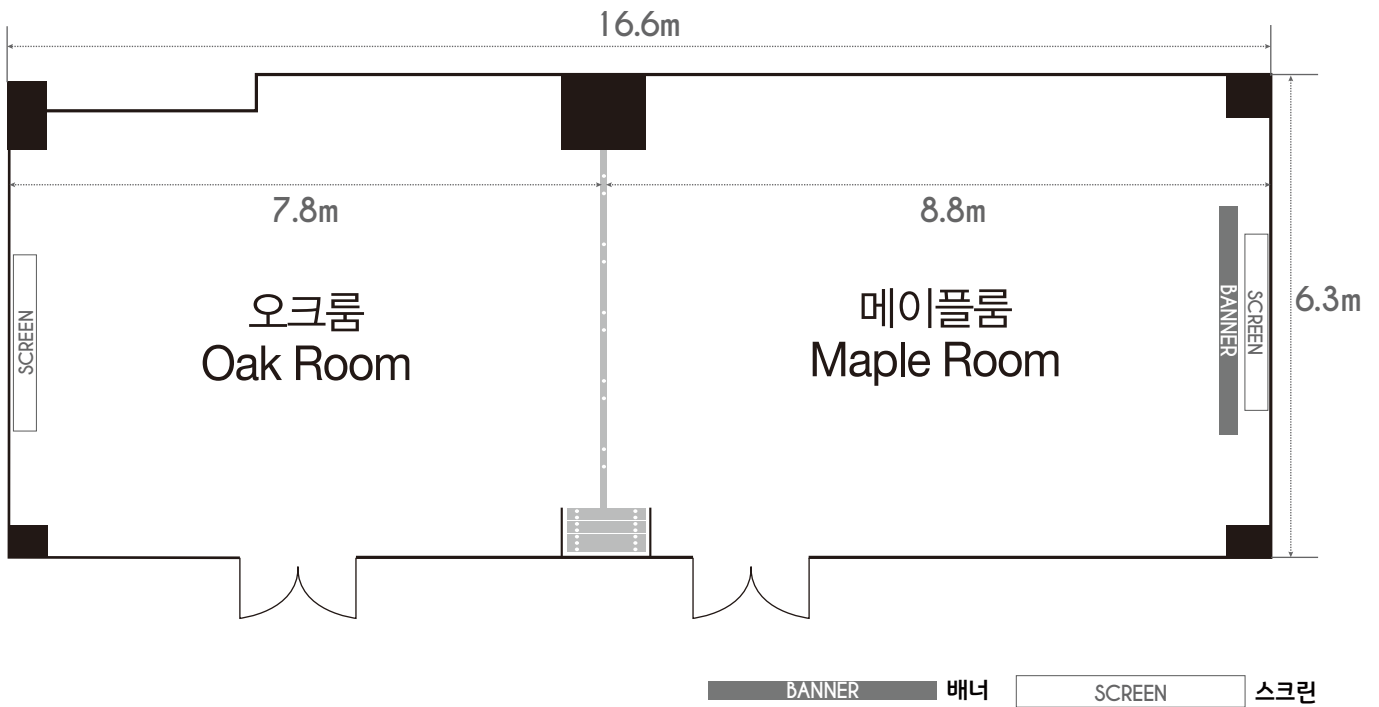 16.6m
7.8m
8.8m
6.3m
오크룸
Oak Room
메이플룸
Maple Room
SCREEN
BANNER
SCREEN
BANNER 배너
SCREEN 스크린